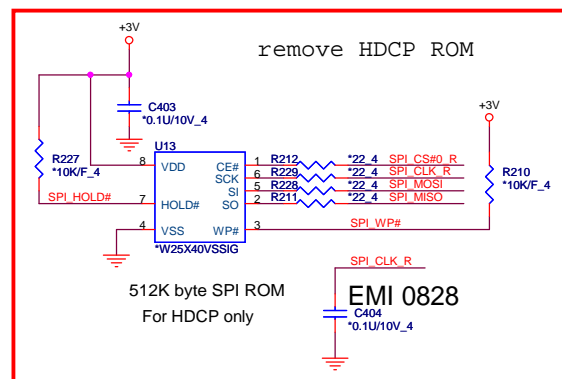 +3V
remove HDCP ROM
C403
*0.1U/10V_4
+3V
U13
R227
*10K/F_4
8 VDD CE# 1 R212 *22_4 SPI_CS#0_R
SCK 6 R229 *22_4 SPI_CLK_R
SI 5 R228 *22_4 SPI_MOSI
SPI_HOLD# 7 HOLD# SO 2 R211 *22_4 SPI_MISO
R210
*10K/F_4
4 VSS WP# 3 SPI_WP#
*W25X40VSSIG
SPI_CLK_R
512K byte SPI ROM
For HDCP only
EMI 0828
C404
*0.1U/10V_4